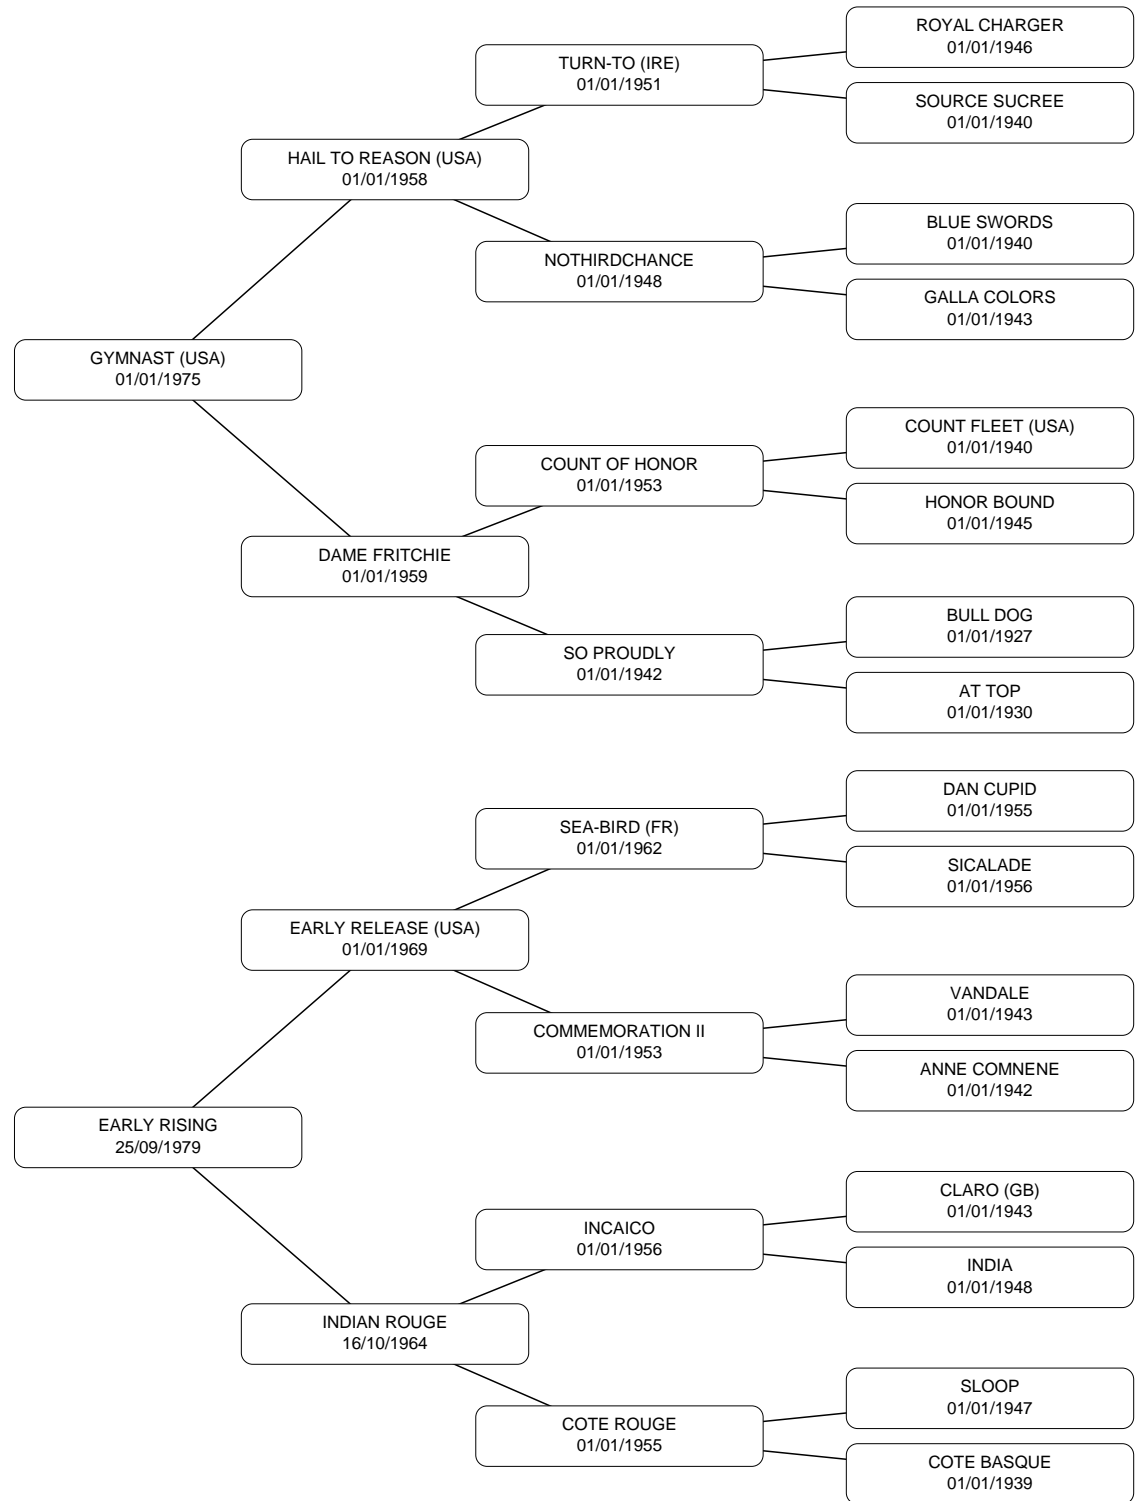 ROYAL CHARGER
01/01/1946
TURN-TO (IRE)
01/01/1951
SOURCE SUCREE
01/01/1940
HAIL TO REASON (USA)
01/01/1958
BLUE SWORDS
01/01/1940
NOTHIRDCHANCE
01/01/1948
GALLA COLORS
01/01/1943
GYMNAST (USA)
01/01/1975
COUNT FLEET (USA)
01/01/1940
COUNT OF HONOR
01/01/1953
HONOR BOUND
01/01/1945
DAME FRITCHIE
01/01/1959
BULL DOG
01/01/1927
SO PROUDLY
01/01/1942
AT TOP
01/01/1930
DAN CUPID
01/01/1955
SEA-BIRD (FR)
01/01/1962
SICALADE
01/01/1956
EARLY RELEASE (USA)
01/01/1969
VANDALE
01/01/1943
COMMEMORATION II
01/01/1953
ANNE COMNENE
01/01/1942
EARLY RISING
25/09/1979
CLARO (GB)
01/01/1943
INCAICO
01/01/1956
INDIA
01/01/1948
INDIAN ROUGE
16/10/1964
SLOOP
01/01/1947
COTE ROUGE
01/01/1955
COTE BASQUE
01/01/1939